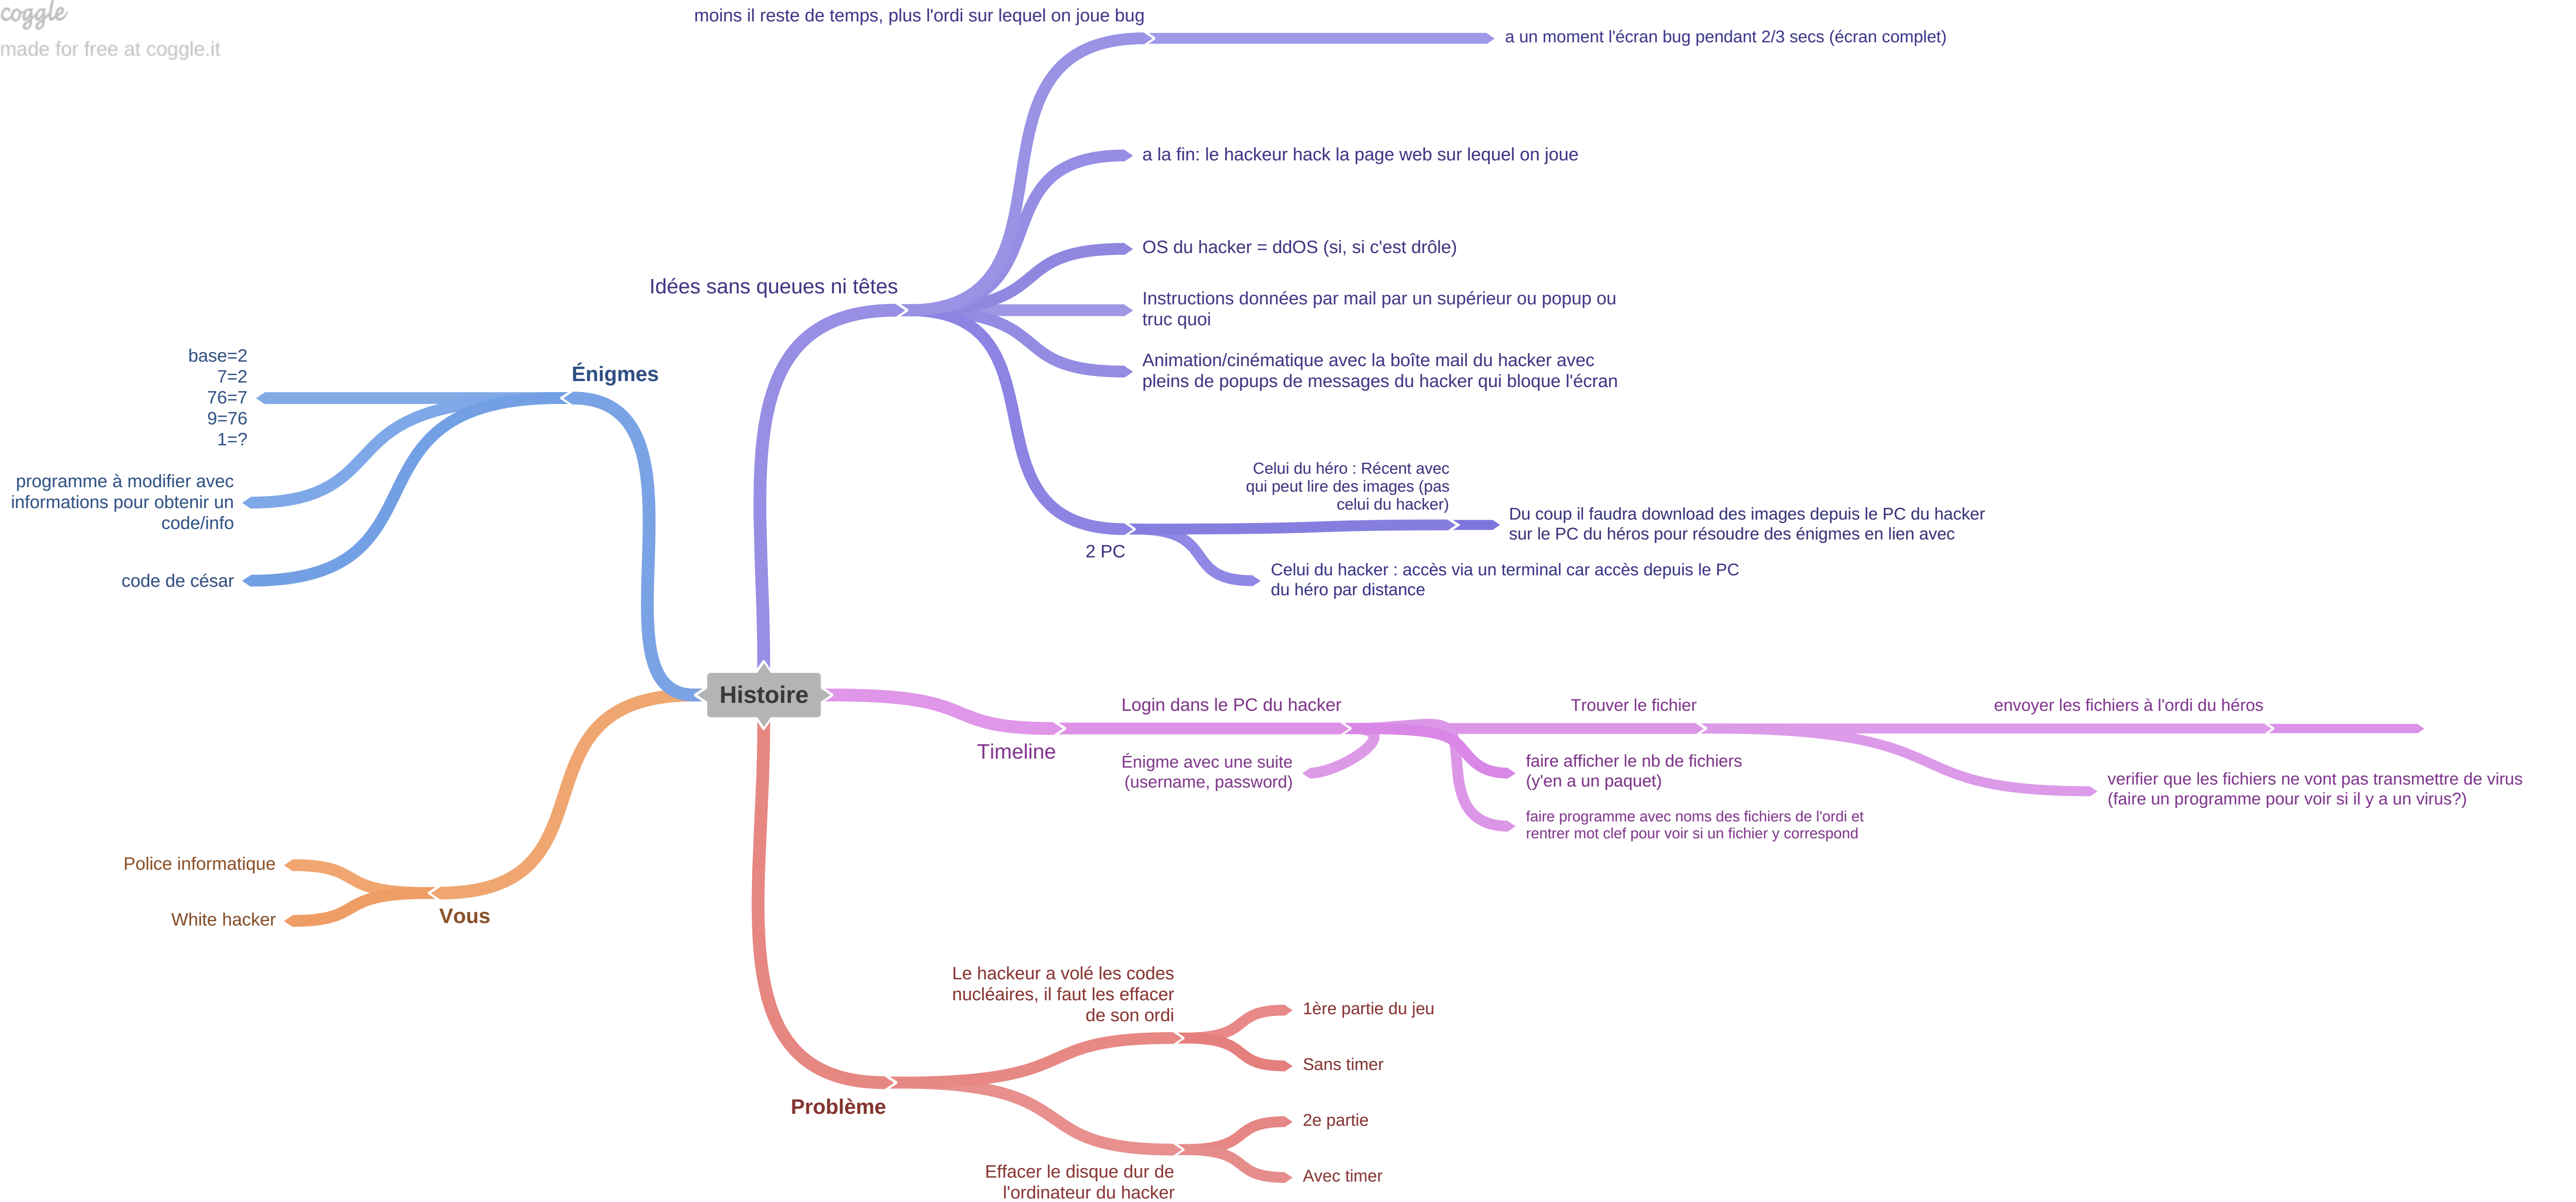 coggle
made for free at coggle.it
moins il reste de temps, plus l'ordi sur lequel on joue bug
a un moment l'écran bug pendant 2/3 secs (écran complet)
a la fin: le hackeur hack la page web sur lequel on joue
OS du hacker = ddOS (si, si c'est drôle)
Idées sans queues ni têtes
Instructions données par mail par un supérieur ou popup ou
truc quoi
Animation/cinématique avec la boîte mail du hacker avec
pleins de popups de messages du hacker qui bloque l'écran
Celui du héro : Récent avec
qui peut lire des images (pas
celui du hacker)
Du coup il faudra download des images depuis le PC du hacker
sur le PC du héros pour résoudre des énigmes en lien avec
2 PC
Celui du hacker : accès via un terminal car accès depuis le PC
du héro par distance
Énigmes
base=2
7=2
76=7
9=76
1=?
programme à modifier avec
informations pour obtenir un
code/info
code de césar
Histoire
Timeline
Login dans le PC du hacker
Énigme avec une suite
(username, password)
Trouver le fichier
faire afficher le nb de fichiers
(y'en a un paquet)
faire programme avec noms des fichiers de l'ordi et
rentrer mot clef pour voir si un fichier y correspond
envoyer les fichiers à l'ordi du héros
verifier que les fichiers ne vont pas transmettre de virus
(faire un programme pour voir si il y a un virus?)
Vous
Police informatique
White hacker
Problème
Le hackeur a volé les codes
nucléaires, il faut les effacer
de son ordi
1ère partie du jeu
Sans timer
Effacer le disque dur de
l'ordinateur du hacker
2e partie
Avec timer